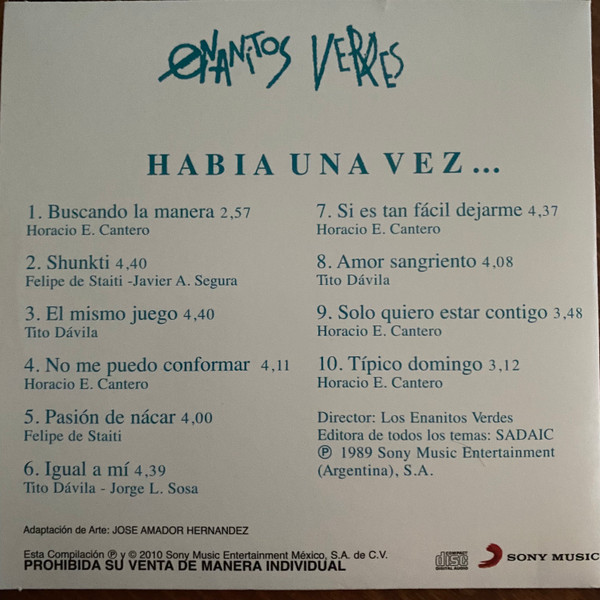 ENANITOS VERDES
HABIA UNA VEZ...
1. Buscando la manera 2,57
Horacio E. Cantero
2. Shunkti 4,40
Felipe de Staiti -Javier A. Segura
3. El mismo juego 4,40
Tito Dávila
4. No me puedo conformar 4,11
Horacio E. Cantero
5. Pasión de nácar 4,00
Felipe de Staiti
6. Igual a mí 4,39
Tito Dávila - Jorge L. Sosa
7. Si es tan fácil dejarme 4,37
Horacio E. Cantero
8. Amor sangriento 4,08
Tito Dávila
9. Solo quiero estar contigo 3,48
Horacio E. Cantero
10. Típico domingo 3,12
Horacio E. Cantero
Director: Los Enanitos Verdes
Editora de todos los temas: SADAIC
℗ 1989 Sony Music Entertainment
(Argentina), S.A.
Adaptación de Arte: JOSE AMADOR HERNANDEZ
Esta Compilación ℗ y © 2010 Sony Music Entertainment México, S.A. de C.V.
PROHIBIDA SU VENTA DE MANERA INDIVIDUAL
COMPACT
disc
DIGITAL AUDIO
SONY MUSIC